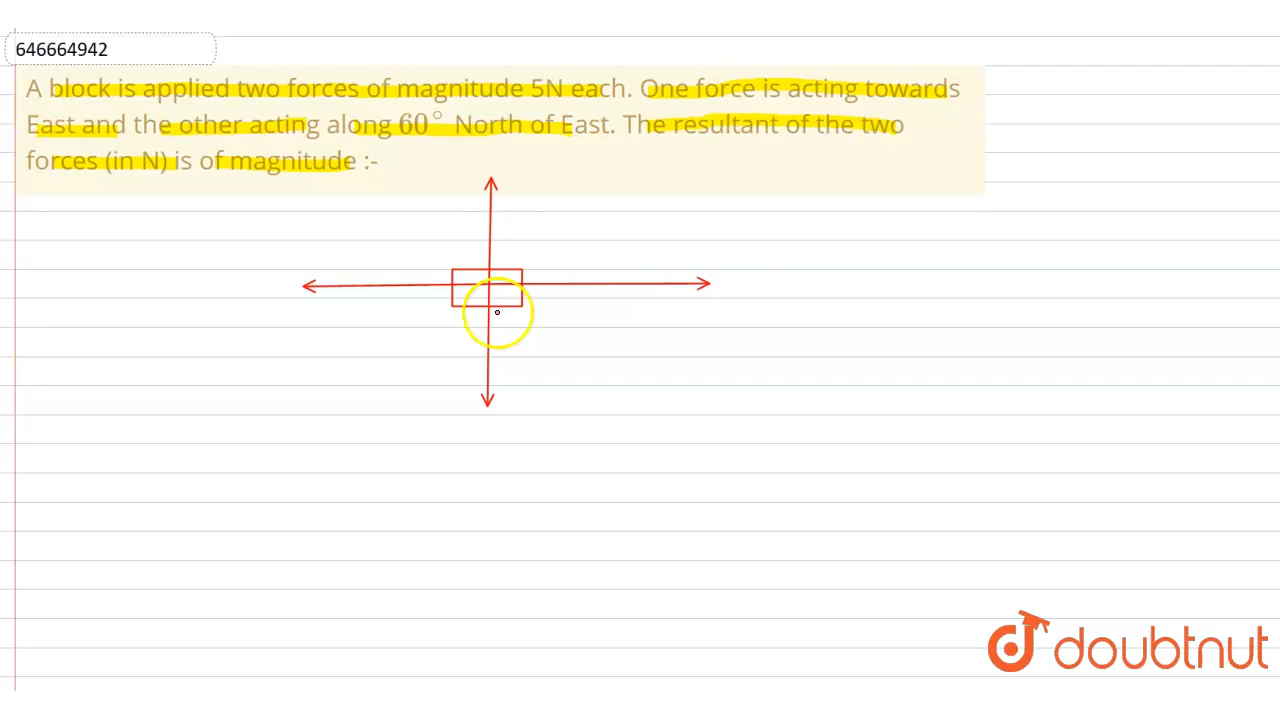 646664942
A block is applied two forces of magnitude 5N each. One force is acting towards
East and the other acting along 60° North of East. The resultant of the two
forces (in N) is of magnitude :-
doubtnut